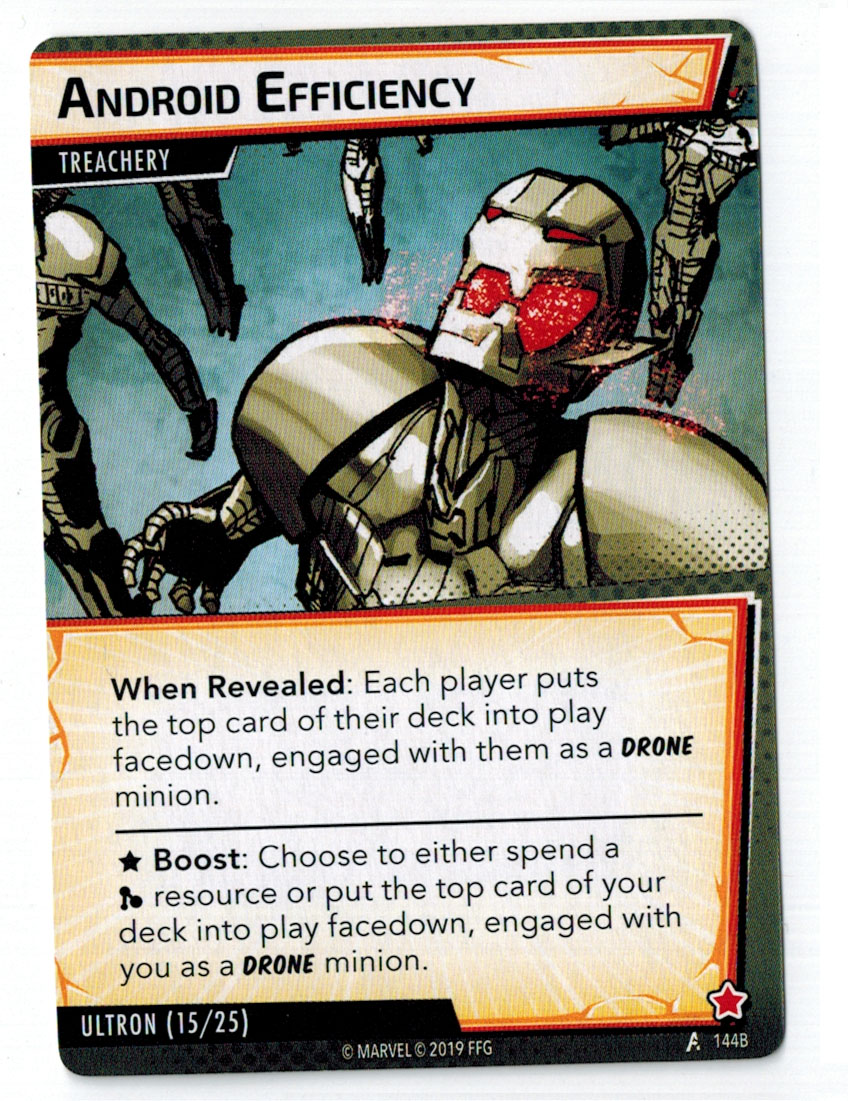 ANDROID EFFICIENCY
TREACHERY
When Revealed: Each player puts
the top card of their deck into play
facedown, engaged with them as a DRONE
minion.
★ Boost: Choose to either spend a
resource or put the top card of your
deck into play facedown, engaged with
you as a DRONE minion.
ULTRON (15/25)
© MARVEL © 2019 FFG
144B